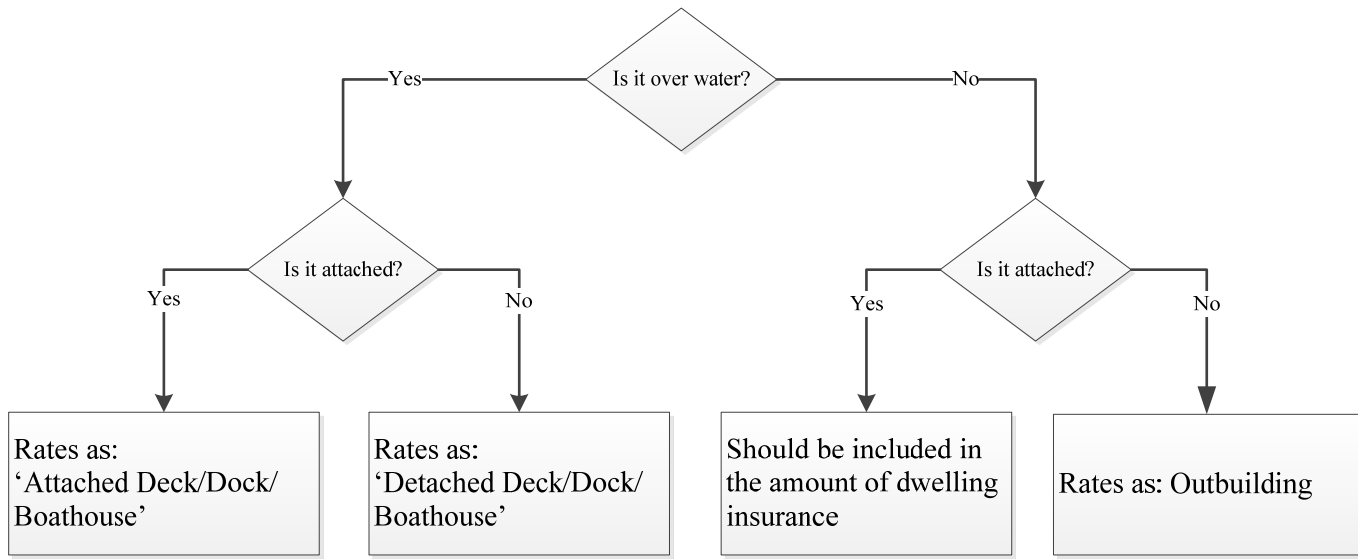 Is it over water?
Yes
No
Is it attached?
Is it attached?
Yes
No
Yes
No
Rates as:
‘Attached Deck/Dock/
Boathouse’
Rates as:
‘Detached Deck/Dock/
Boathouse’
Should be included in
the amount of dwelling
insurance
Rates as: Outbuilding